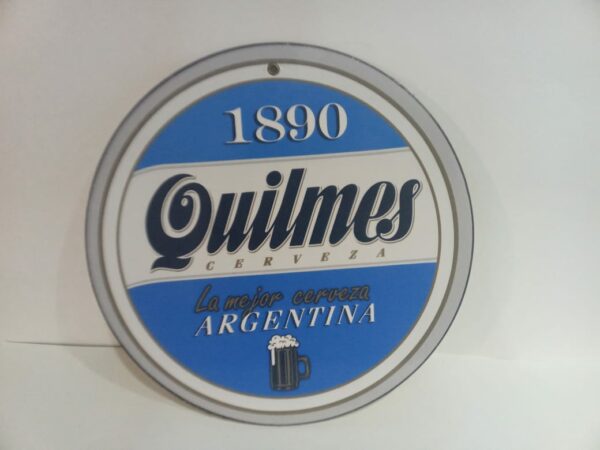 1890
Quilmes
CERVEZA
La mejor cerveza
ARGENTINA